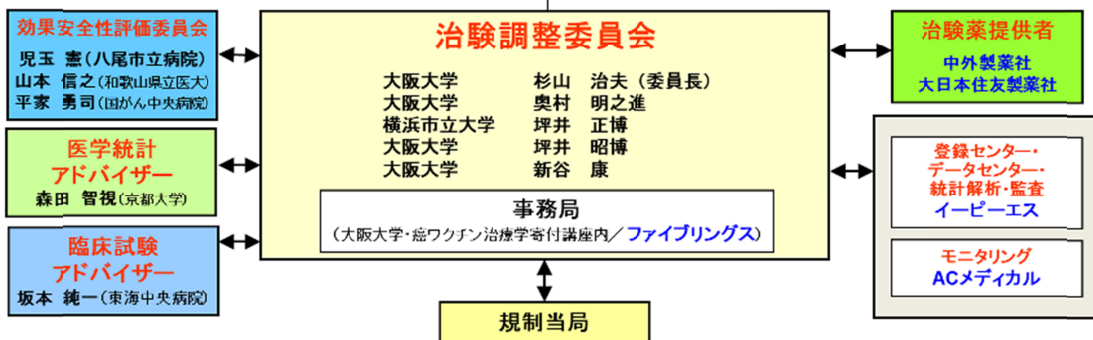 効果安全性評価委員会
児玉 憲(八尾市立病院)
山本 信之(和歌山県立医大)
平家 勇司(国がん中央病院)
医学統計
アドバイザー
森田 智視(京都大学)
臨床試験
アドバイザー
坂本 純一(東海中央病院)
治験調整委員会
大阪大学 杉山 治夫(委員長)
大阪大学 奥村 明之進
横浜市立大学 坪井 正博
大阪大学 坪井 昭博
大阪大学 新谷 康
事務局
(大阪大学・癌ワクチン治療学寄付講座内/ファイブリングス)
規制当局
治験薬提供者
中外製薬社
大日本住友製薬社
登録センター・
データセンター・
統計解析・監査
イーピーエス
モニタリング
ACメディカル